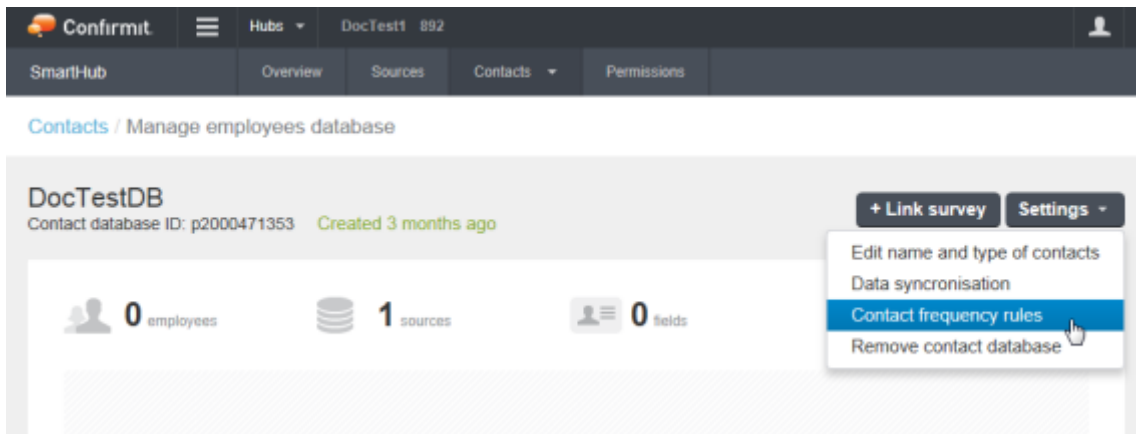 Confirmit. Hubs DocTest1 892
SmartHub Overview Sources Contacts Permissions
Contacts / Manage employees database
DocTestDB
Contact database ID: p2000471353 Created 3 months ago
+ Link survey Settings
Edit name and type of contacts
Data syncronisation
Contact frequency rules
Remove contact database
0 employees 1 sources 0 fields